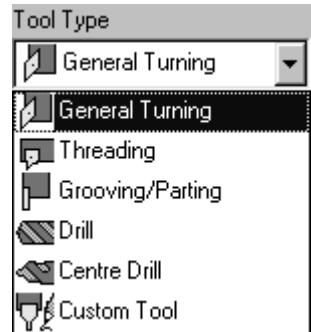 Tool Type
General Turning
General Turning
Threading
Grooving/Parting
Drill
Centre Drill
Custom Tool